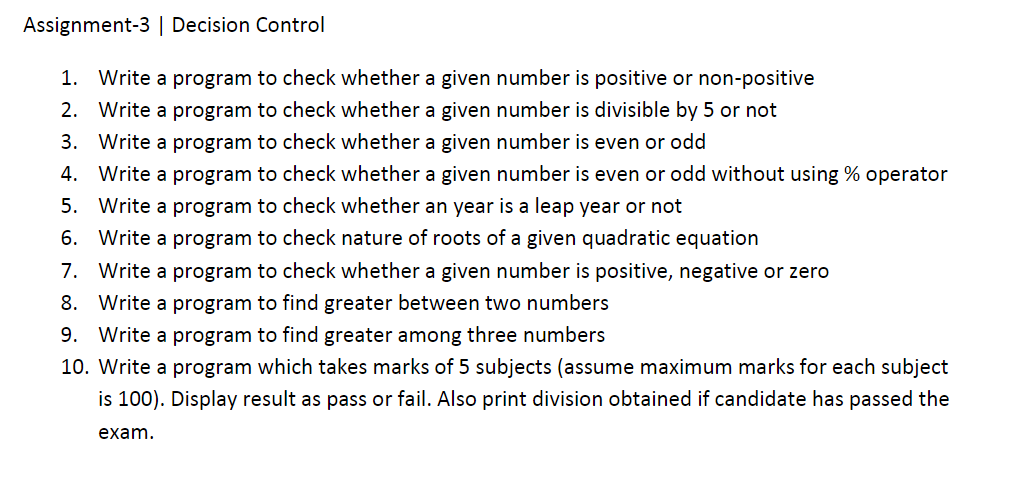 Assignment-3 | Decision Control
1. Write a program to check whether a given number is positive or non-positive
2. Write a program to check whether a given number is divisible by 5 or not
3. Write a program to check whether a given number is even or odd
4. Write a program to check whether a given number is even or odd without using % operator
5. Write a program to check whether an year is a leap year or not
6. Write a program to check nature of roots of a given quadratic equation
7. Write a program to check whether a given number is positive, negative or zero
8. Write a program to find greater between two numbers
9. Write a program to find greater among three numbers
10. Write a program which takes marks of 5 subjects (assume maximum marks for each subject
is 100). Display result as pass or fail. Also print division obtained if candidate has passed the
exam.